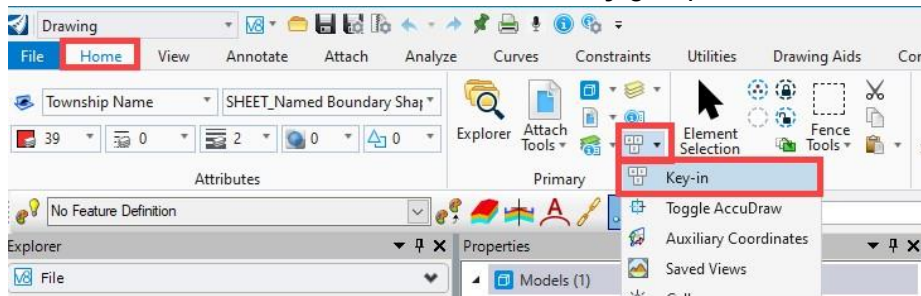 Drawing
File Home View Annotate Attach Analyze Curves Constraints Utilities Drawing Aids
Township Name SHEET_Named Boundary
39 0 2 0 0
Explorer Attach Tools Element Selection Fence Tools
Attributes
Key-in
No Feature Definition
Toggle AccuDraw
Explorer Properties
Auxiliary Coordinates
File Models (1)
Saved Views